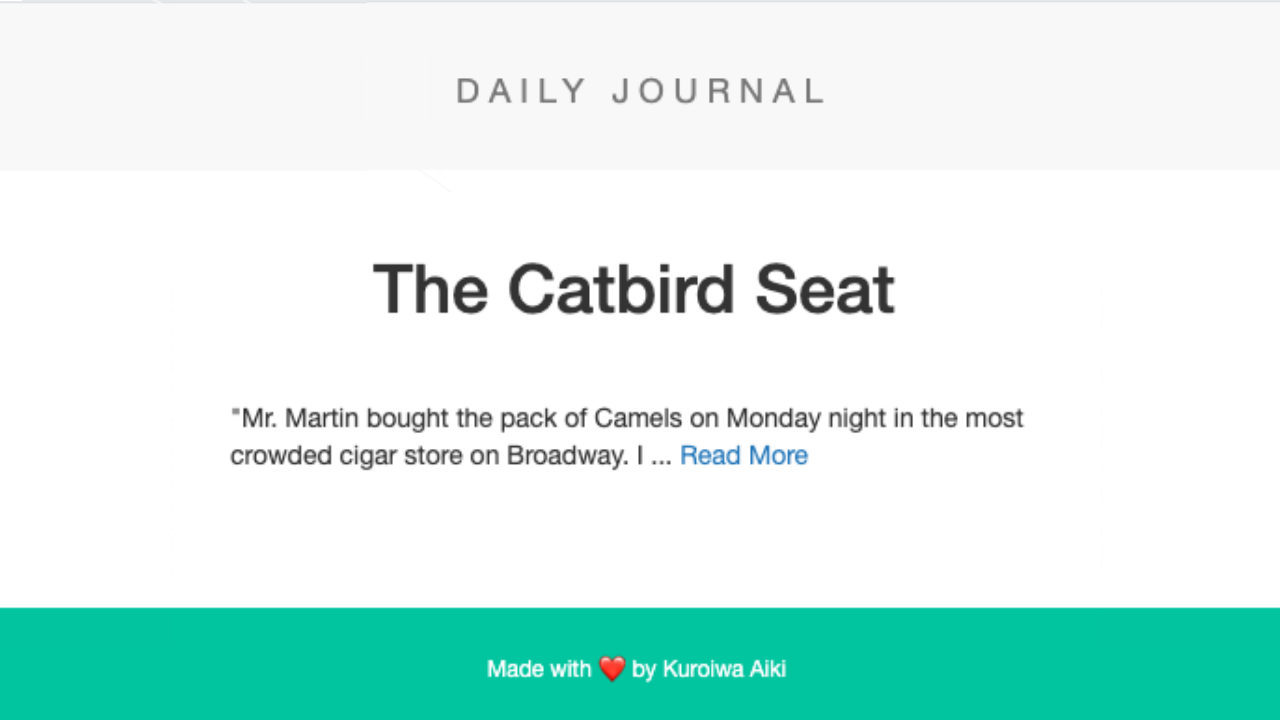 DAILY JOURNAL
The Catbird Seat
"Mr. Martin bought the pack of Camels on Monday night in the most
crowded cigar store on Broadway. I ... Read More
Made with ❤️ by Kuroiwa Aiki